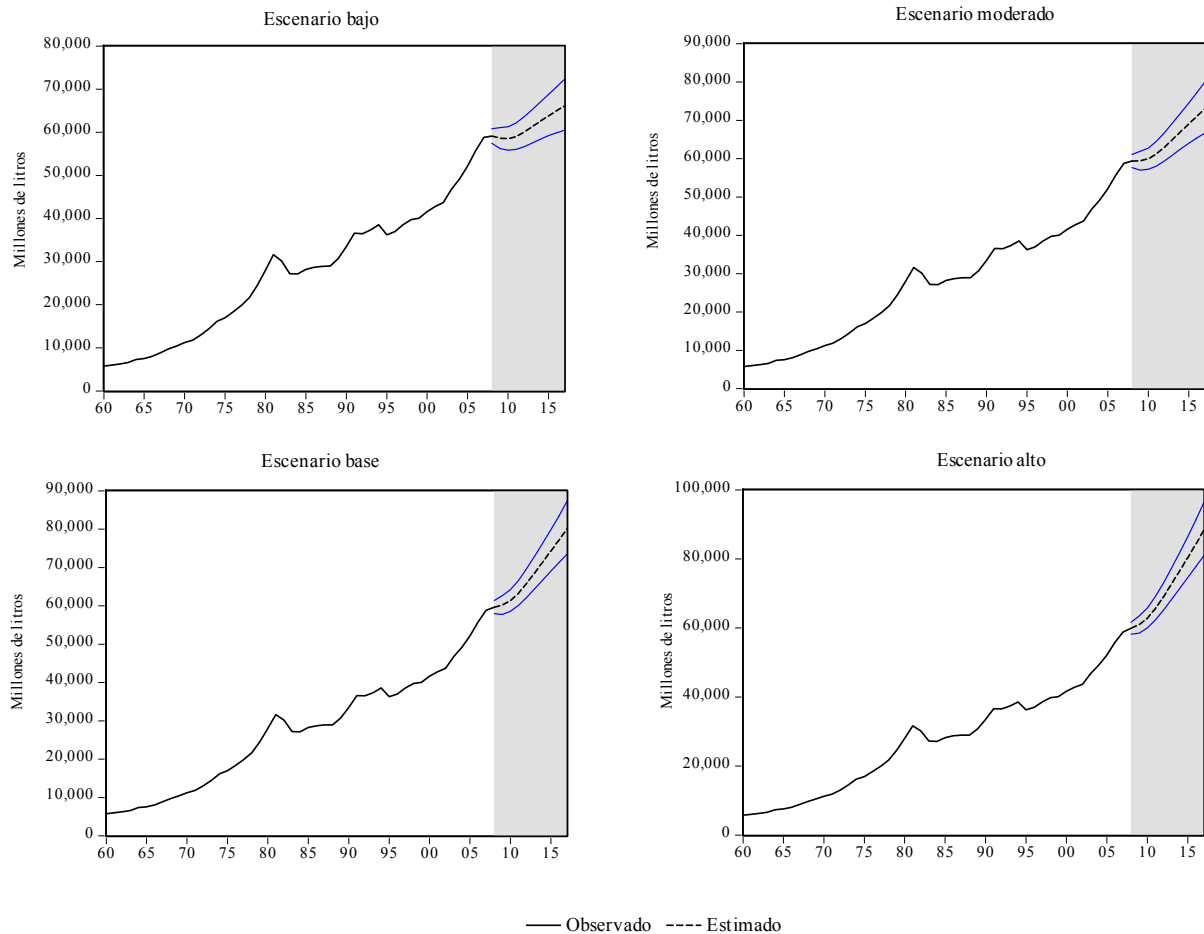 Escenario bajo
80,000
70,000
60,000
50,000
40,000
30,000
20,000
10,000
0
Millones de litros
60 65 70 75 80 85 90 95 00 05 10 15
Escenario moderado
90,000
80,000
70,000
60,000
50,000
40,000
30,000
20,000
10,000
0
Millones de litros
60 65 70 75 80 85 90 95 00 05 10 15
Escenario base
90,000
80,000
70,000
60,000
50,000
40,000
30,000
20,000
10,000
0
Millones de litros
60 65 70 75 80 85 90 95 00 05 10 15
Escenario alto
100,000
80,000
60,000
40,000
20,000
0
Millones de litros
60 65 70 75 80 85 90 95 00 05 10 15
Observado Estimado